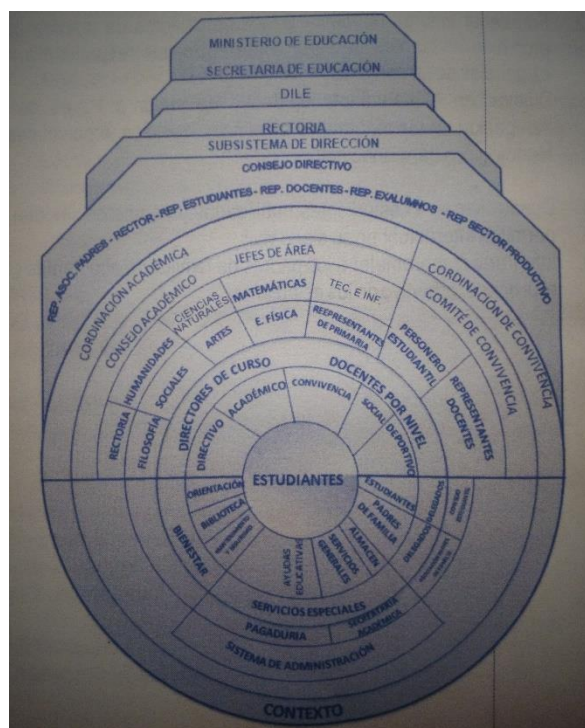 MINISTERIO DE EDUCACIÓN
SECRETARIA DE EDUCACIÓN
DILE
RECTORIA
SUBSISTEMA DE DIRECCIÓN
CONSEJO DIRECTIVO
REP. ASOC. PADRES - RECTOR - REP. ESTUDIANTES - REP. DOCENTES - REP. EXALUMNOS - REP SECTOR PRODUCTIVO
CORDINACIÓN ACADÉMICA
JEFES DE ÁREA
CORDINACIÓN DE CONVIVENCIA
CONSEJO ACADÉMICO
COMITÉ DE CONVIVENCIA
RECTORIA
HUMANIDADES
CIENCIAS
NATURALES
MATEMÁTICAS
TEC. E INF.
PERSONERO
ESTUDIANTIL
REPRESENTANTES
DOCENTES
FILOSOFÍA
SOCIALES
ARTES
E. FÍSICA
REEPRESENTANTES
DE PRIMARIA
DIRECTORES DE CURSO
DOCENTES POR NIVEL
DIRECTIVO
ACADÉMICO
CONVIVENCIA
SOCIAL
DEPORTIVO
ESTUDIANTES
ORIENTACIÓN
BIBLIOTECA
BIENESTAR
AYUDAS
EDUCATIVAS
SERVICIOS
GENERALES
ALMACEN
PADRES
DE FAMILIA
ESTUDIANTES
SERVICIOS ESPECIALES
PAGADURIA
SECRETARIA
ACADÉMICA
SISTEMA DE ADMINISTRACIÓN
CONTEXTO